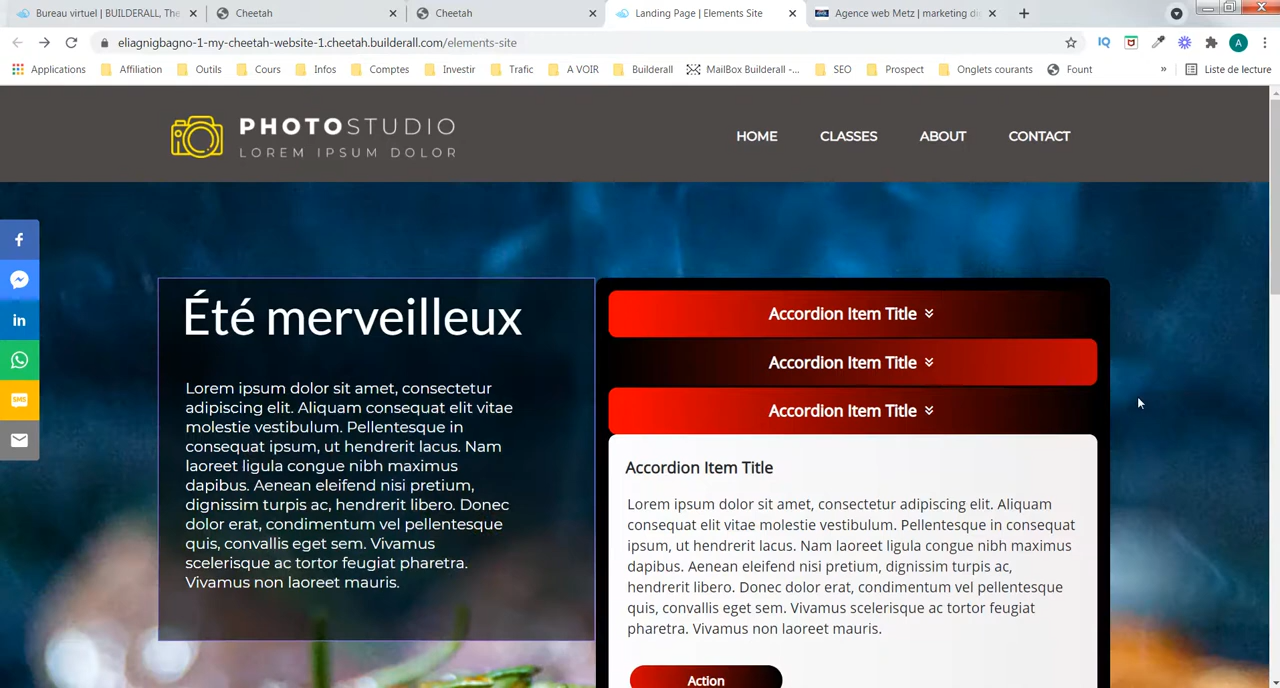 Bureau virtuel | BUILDERALL, The
Cheetah
Cheetah
Landing Page | Elements Site
Agence web Metz | marketing di
eliagnigbagno-1-my-cheetah-website-1.cheetah.builderall.com/elements-site
IQ
A
Applications
Affiliation
Outils
Cours
Infos
Comptes
Investir
Trafic
A VOIR
Builderall
MailBox Builderall -...
SEO
Prospect
Onglets courants
Fount
»
Liste de lecture
PHOTOSTUDIO
LOREM IPSUM DOLOR
HOME
CLASSES
ABOUT
CONTACT
f
in
SMS
Été merveilleux
Lorem ipsum dolor sit amet, consectetur
adipiscing elit. Aliquam consequat elit vitae
molestie vestibulum. Pellentesque in
consequat ipsum, ut hendrerit lacus. Nam
laoreet ligula congue nibh maximus
dapibus. Aenean eleifend nisi pretium,
dignissim turpis ac, hendrerit libero. Donec
dolor erat, condimentum vel pellentesque
quis, convallis eget sem. Vivamus
scelerisque ac tortor feugiat pharetra.
Vivamus non laoreet mauris.
Accordion Item Title
Accordion Item Title
Accordion Item Title
Accordion Item Title
Lorem ipsum dolor sit amet, consectetur adipiscing elit. Aliquam
consequat elit vitae molestie vestibulum. Pellentesque in consequat
ipsum, ut hendrerit lacus. Nam laoreet ligula congue nibh maximus
dapibus. Aenean eleifend nisi pretium, dignissim turpis ac,
hendrerit libero. Donec dolor erat, condimentum vel pellentesque
quis, convallis eget sem. Vivamus scelerisque ac tortor feugiat
pharetra. Vivamus non laoreet mauris.
Action